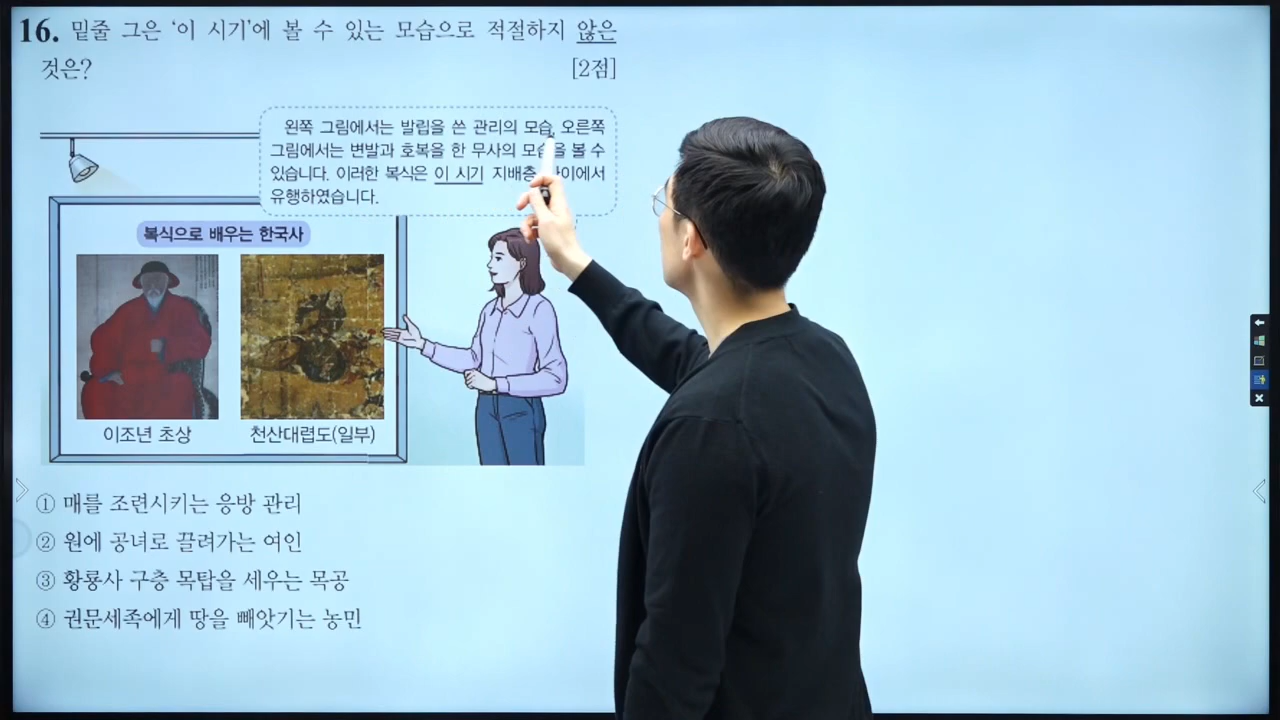 16. 밑줄 그은 '이 시기'에 볼 수 있는 모습으로 적절하지 않은
것은? [2점]
왼쪽 그림에서는 발립을 쓴 관리의 모습, 오른쪽
그림에서는 변발과 호복을 한 무사의 모습을 볼 수
있습니다. 이러한 복식은 이 시기 지배층 사이에서
유행하였습니다.
복식으로 배우는 한국사
이조년 초상 천산대렵도(일부)
① 매를 조련시키는 응방 관리
② 원에 공녀로 끌려가는 여인
③ 황룡사 구층 목탑을 세우는 목공
④ 권문세족에게 땅을 빼앗기는 농민